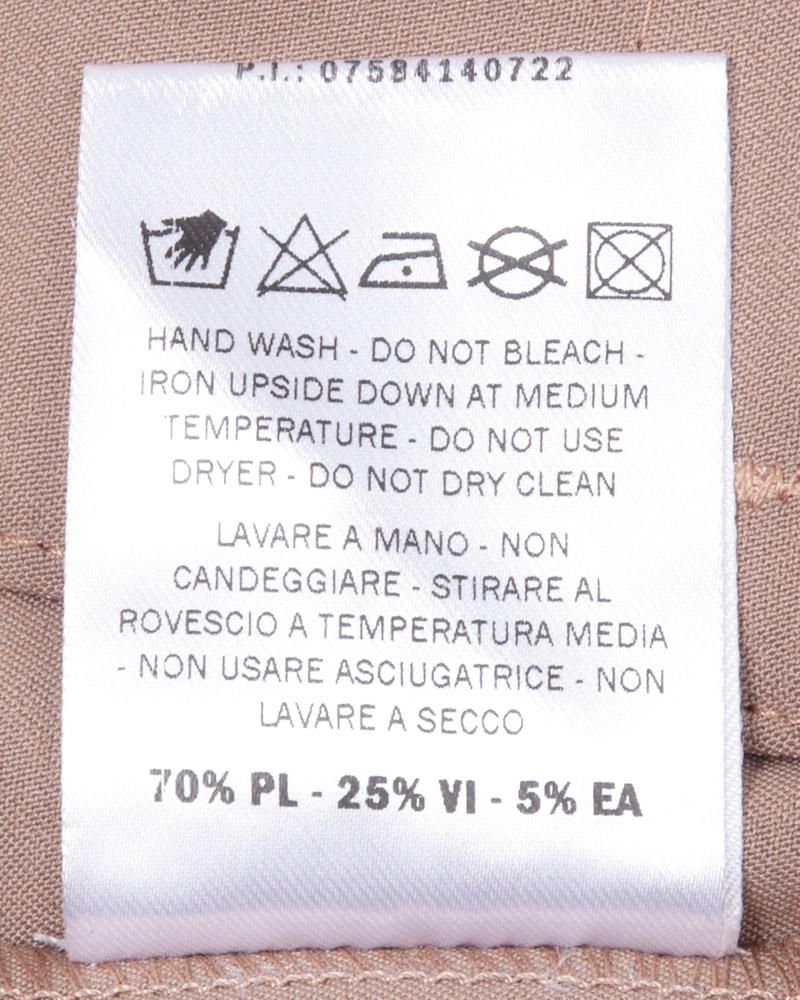 P.I.: 07584140722
HAND WASH - DO NOT BLEACH -
IRON UPSIDE DOWN AT MEDIUM
TEMPERATURE - DO NOT USE
DRYER - DO NOT DRY CLEAN
LAVARE A MANO - NON
CANDEGGIARE - STIRARE AL
ROVESCIO A TEMPERATURA MEDIA
- NON USARE ASCIUGATRICE - NON
LAVARE A SECCO
70% PL - 25% VI - 5% EA